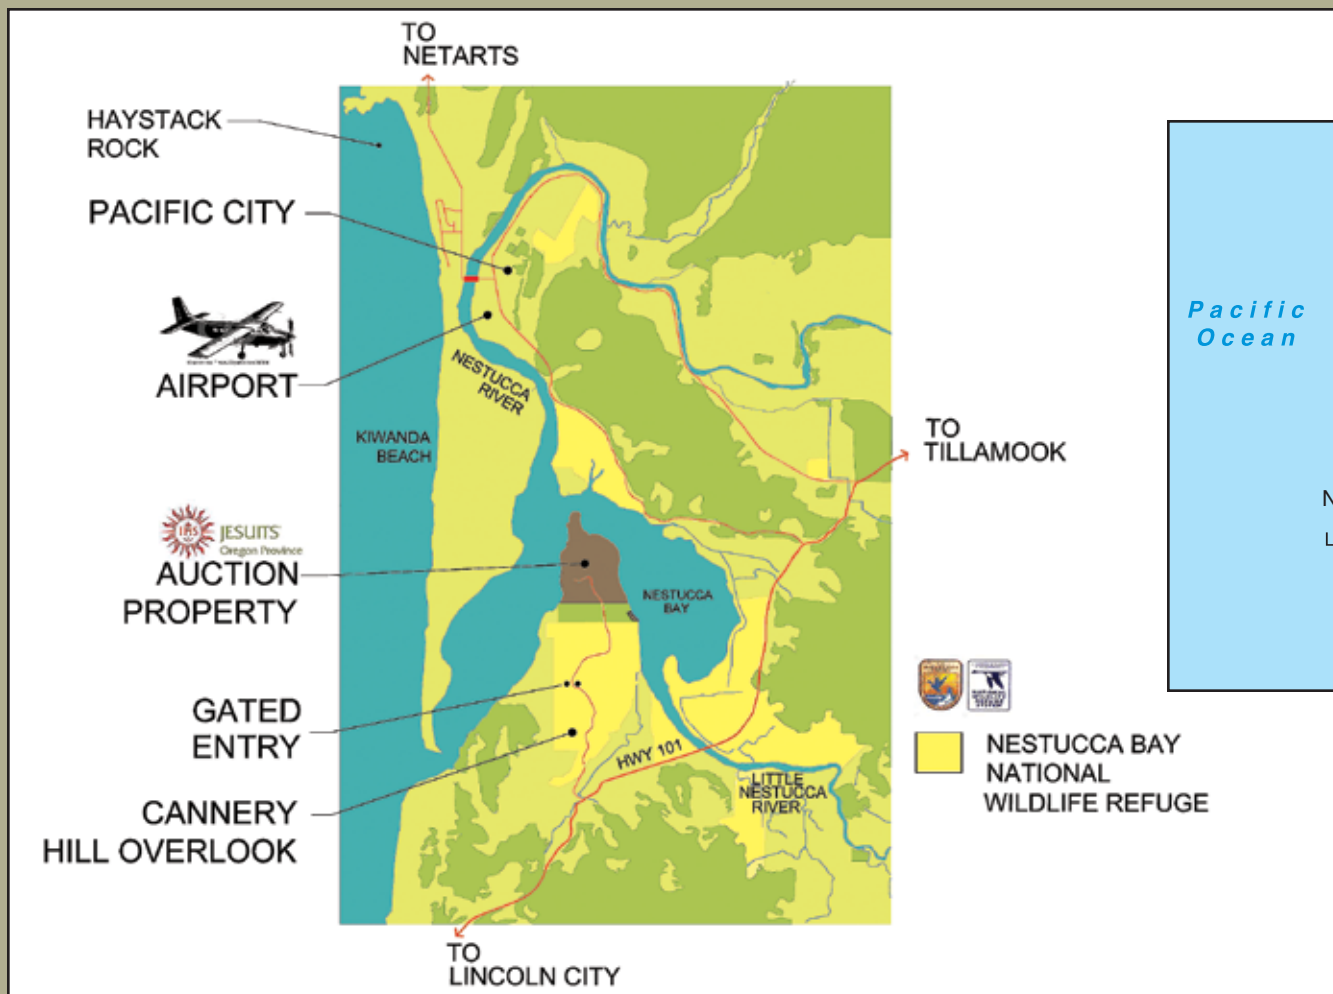 TO
NETARTS
HAYSTACK
ROCK
PACIFIC CITY
AIRPORT
NESTUCCA
RIVER
KIWANDA
BEACH
TO
TILLAMOOK
Pacific
Ocean
N
L
IHS
JESUITS
Oregon Province
AUCTION
PROPERTY
NESTUCCA
BAY
GATED
ENTRY
HWY 101
LITTLE
NESTUCCA
RIVER
NESTUCCA BAY
NATIONAL
WILDLIFE REFUGE
CANNERY
HILL OVERLOOK
TO
LINCOLN CITY